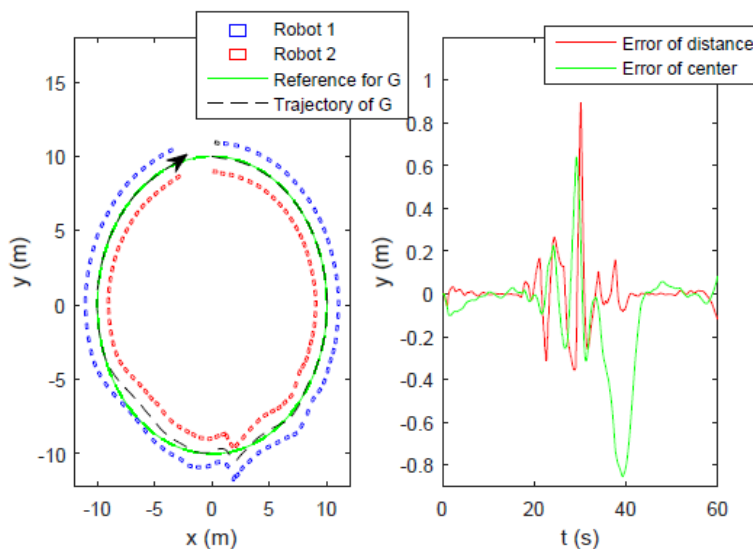 Robot 1
Robot 2
Reference for G
Trajectory of G
15
10
5
0
-5
-10
y (m)
-10
-5
0
5
10
x (m)
Error of distance
Error of center
1
0.8
0.6
0.4
0.2
0
-0.2
-0.4
-0.6
-0.8
y (m)
0
20
40
60
t (s)